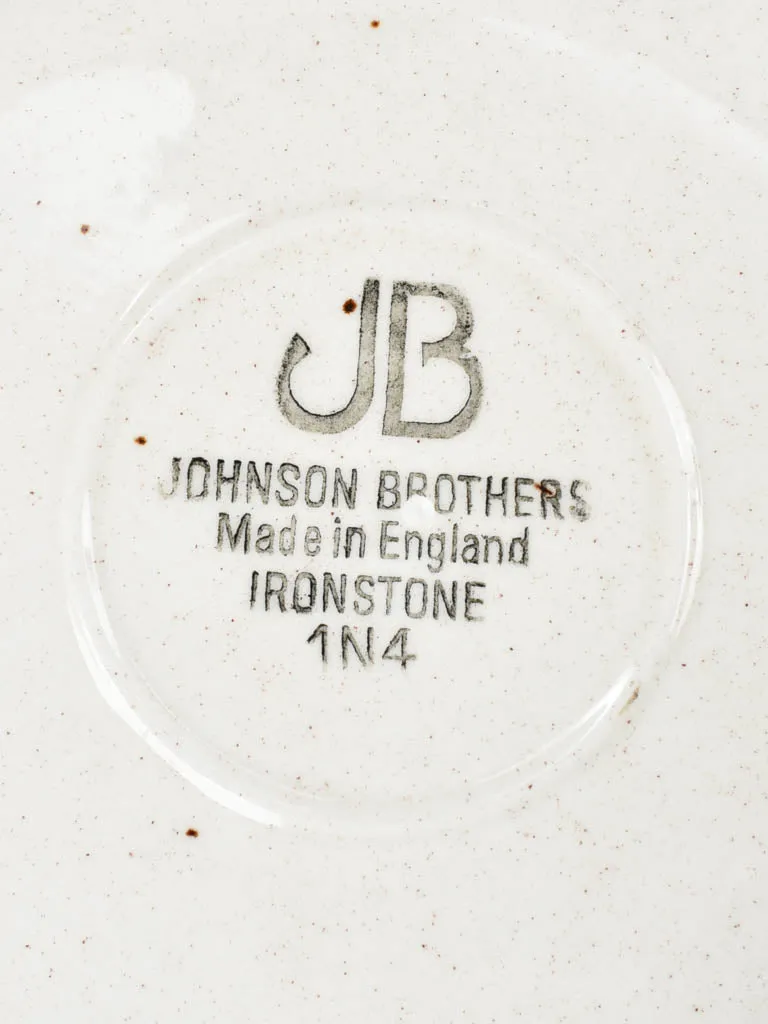 JB
JOHNSON BROTHERS
Made in England
IRONSTONE
1N4